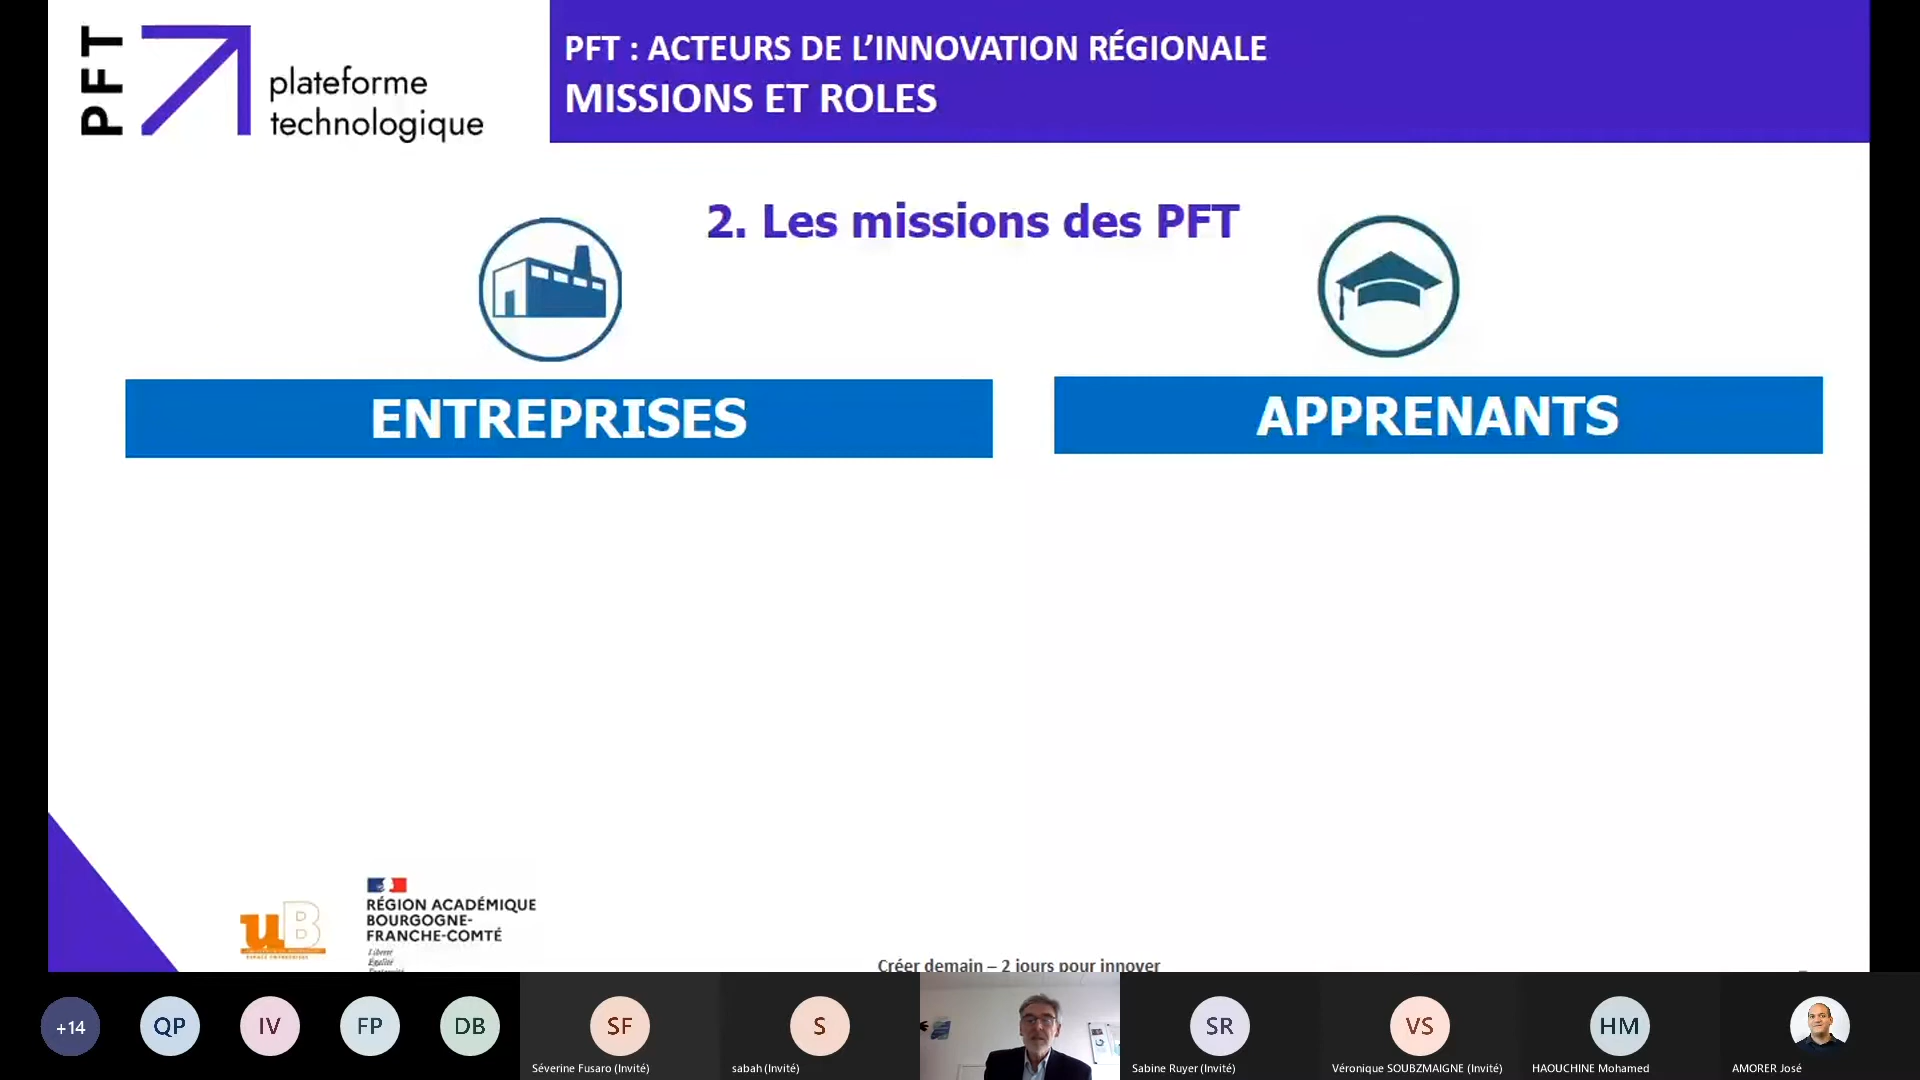 PFT
plateforme
technologique
PFT : ACTEURS DE L’INNOVATION RÉGIONALE
MISSIONS ET ROLES
2. Les missions des PFT
ENTREPRISES
APPRENANTS
uB
RÉGION ACADÉMIQUE
BOURGOGNE-
FRANCHE-COMTÉ
Liberté
Égalité
Fraternité
Créer demain – 2 jours pour innover
+14
QP
IV
FP
DB
SF
Séverine Fusaro (Invité)
S
sabah (Invité)
SR
Sabine Ruyer (Invité)
VS
Véronique SOUBZMAIGNE (Invité)
HM
HAOUCHINE Mohamed
AMORER José